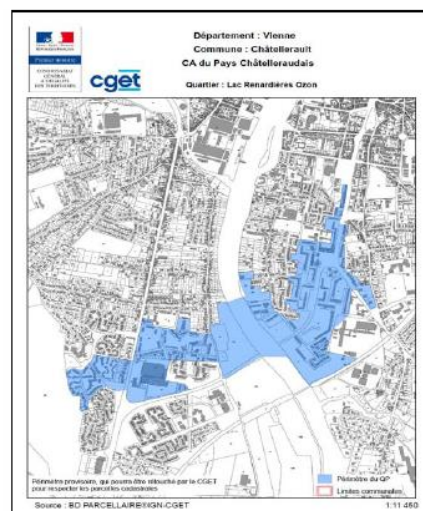 Département : Vienne
Commune : Châtellerault
CA du Pays Châtelleraudais
Quartier : Lac Renardières Ozon
cget
Périmètre provisoire, qui pourra être retouché par le CGET
pour respecter les parcelles cadastrales
Périmètre du QP
Limites communales
Source : BD PARCELLAIRE®IGN-CGET
1:11 450